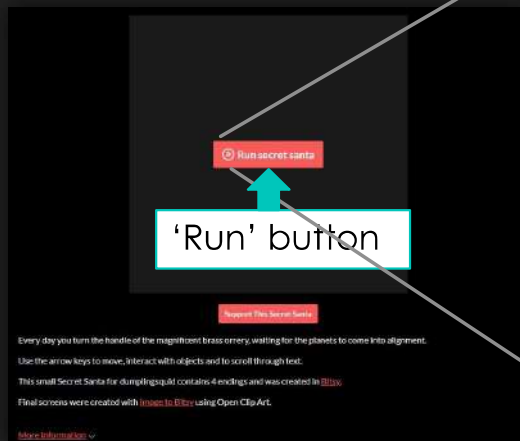 Run secret santa
‘Run’ button
Support This Secret Santa
Every day you turn the handle of the magnificent brass orrery, waiting for the planets to come into alignment.
Use the arrow keys to move, interact with objects and to scroll through text.
This small Secret Santa for dumplingsquid contains 4 endings and was created in Bitsy.
Final screens were created with Image to Bitsy using Open Clip Art.
More Information